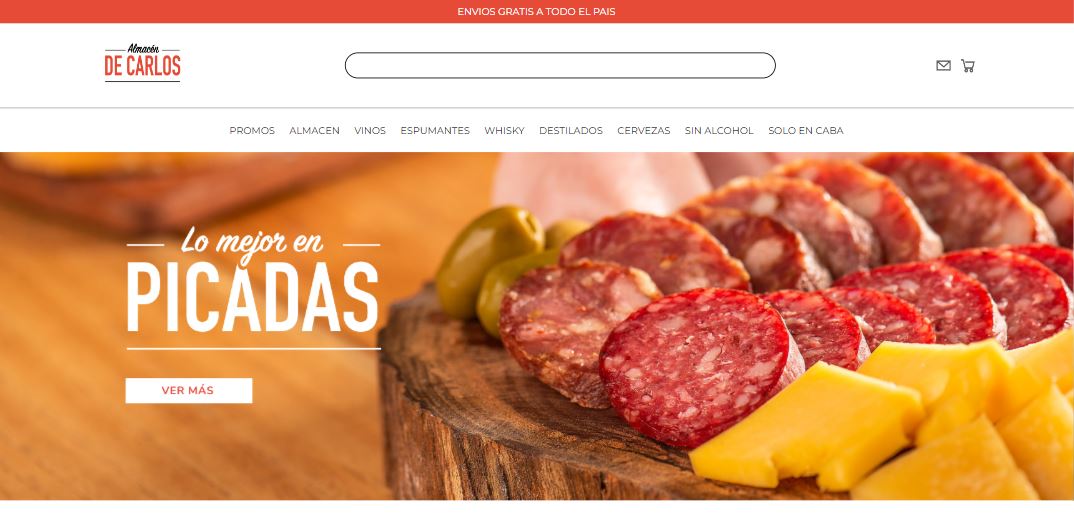 ENVIOS GRATIS A TODO EL PAIS
Almacén
DE CARLOS
PROMOS ALMACEN VINOS ESPUMANTES WHISKY DESTILADOS CERVEZAS SIN ALCOHOL SOLO EN CABA
Lo mejor en
PICADAS
VER MÁS